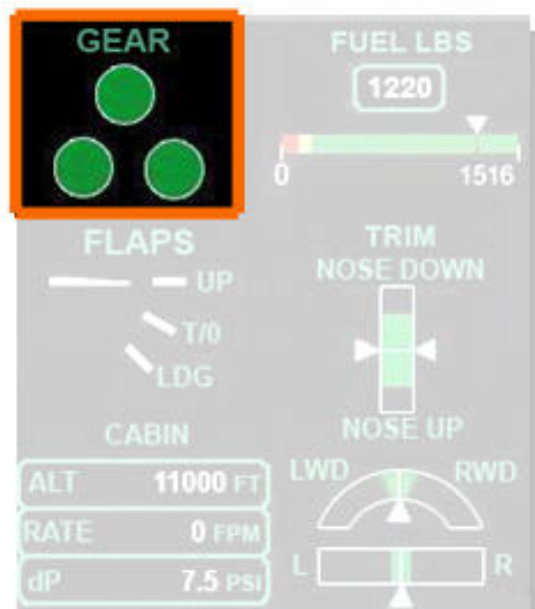 GEAR
FUEL LBS
1220
0 1516
FLAPS
UP
T/0
LDG
TRIM
NOSE DOWN
NOSE UP
CABIN
ALT 11000 FT
RATE 0 FPM
dP 7.5 PSI
LWD RWD
L R